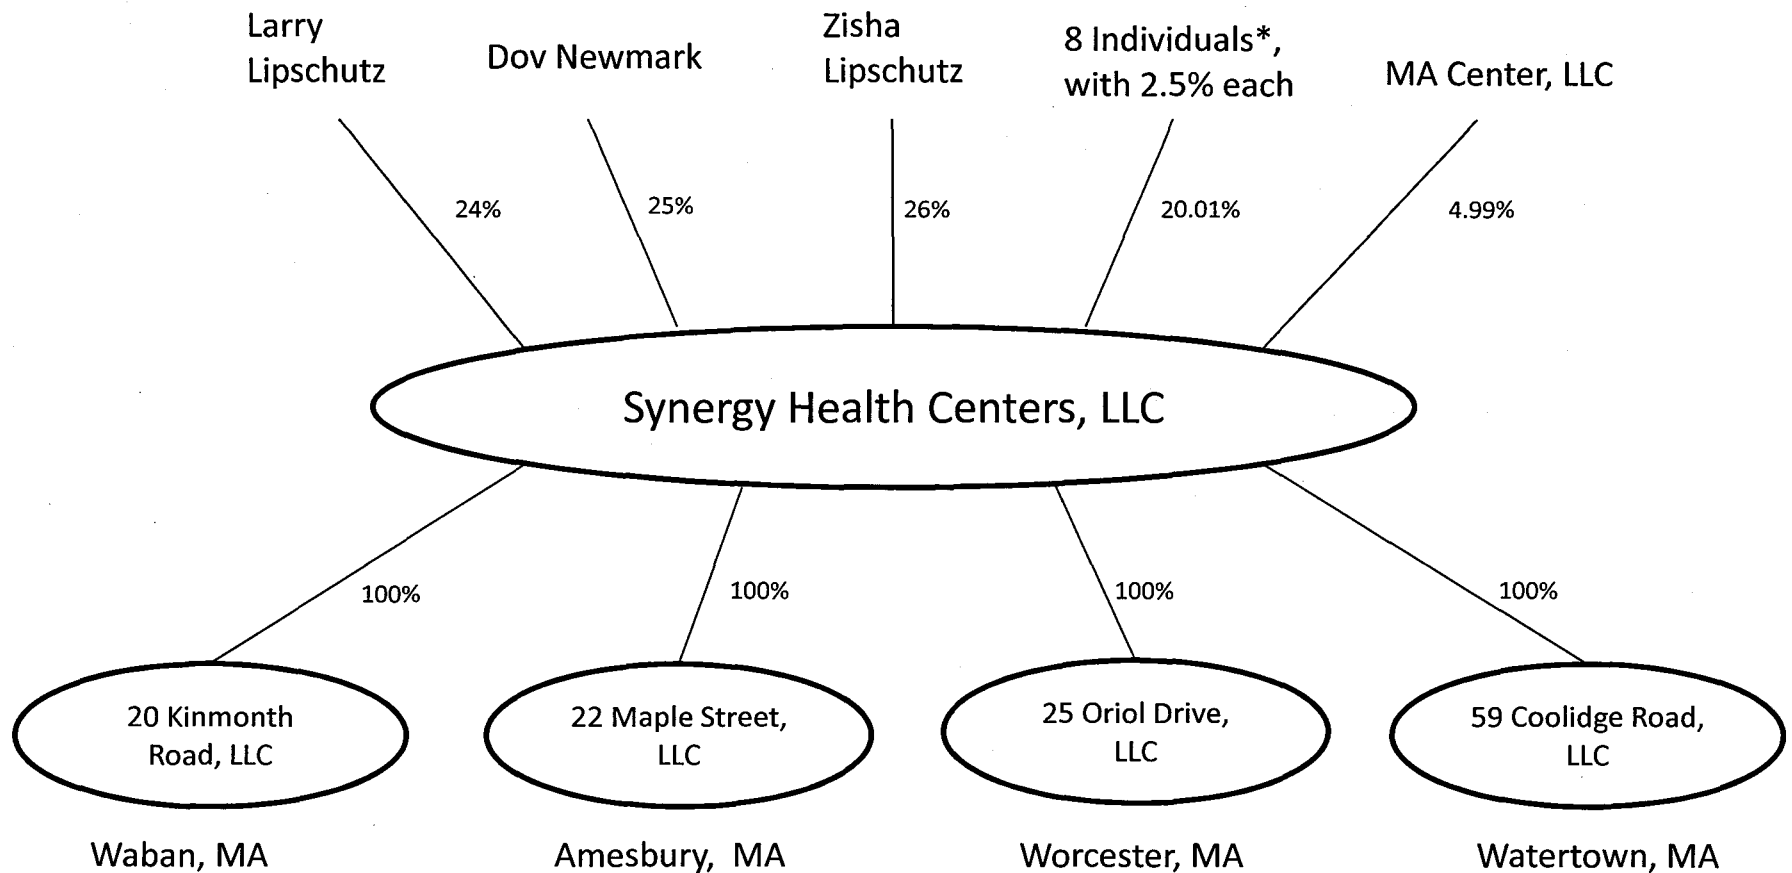 Larry
Lipschutz
Dov Newmark
Zisha
Lipschutz
8 Individuals*,
with 2.5% each
MA Center, LLC
24%
25%
26%
20.01%
4.99%
Synergy Health Centers, LLC
100%
100%
100%
100%
20 Kinmonth
Road, LLC
22 Maple Street,
LLC
25 Oriol Drive,
LLC
59 Coolidge Road,
LLC
Waban, MA
Amesbury, MA
Worcester, MA
Watertown, MA